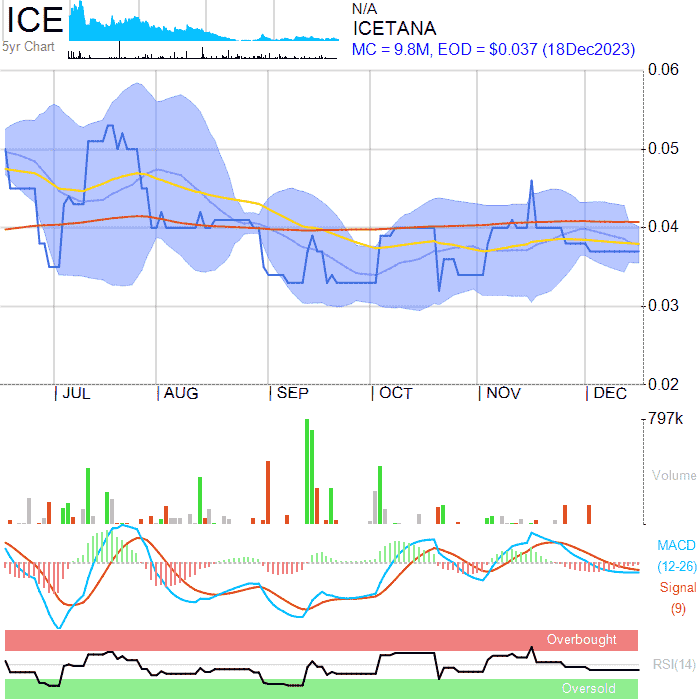 ICE
5yr Chart
N/A
ICETANA
MC = 9.8M, EOD = $0.037 (18Dec2023)
0.06
0.05
0.04
0.03
0.02
JUL AUG SEP OCT NOV DEC
797k
Volume
MACD
(12-26)
Signal
(9)
Overbought
RSI(14)
Oversold